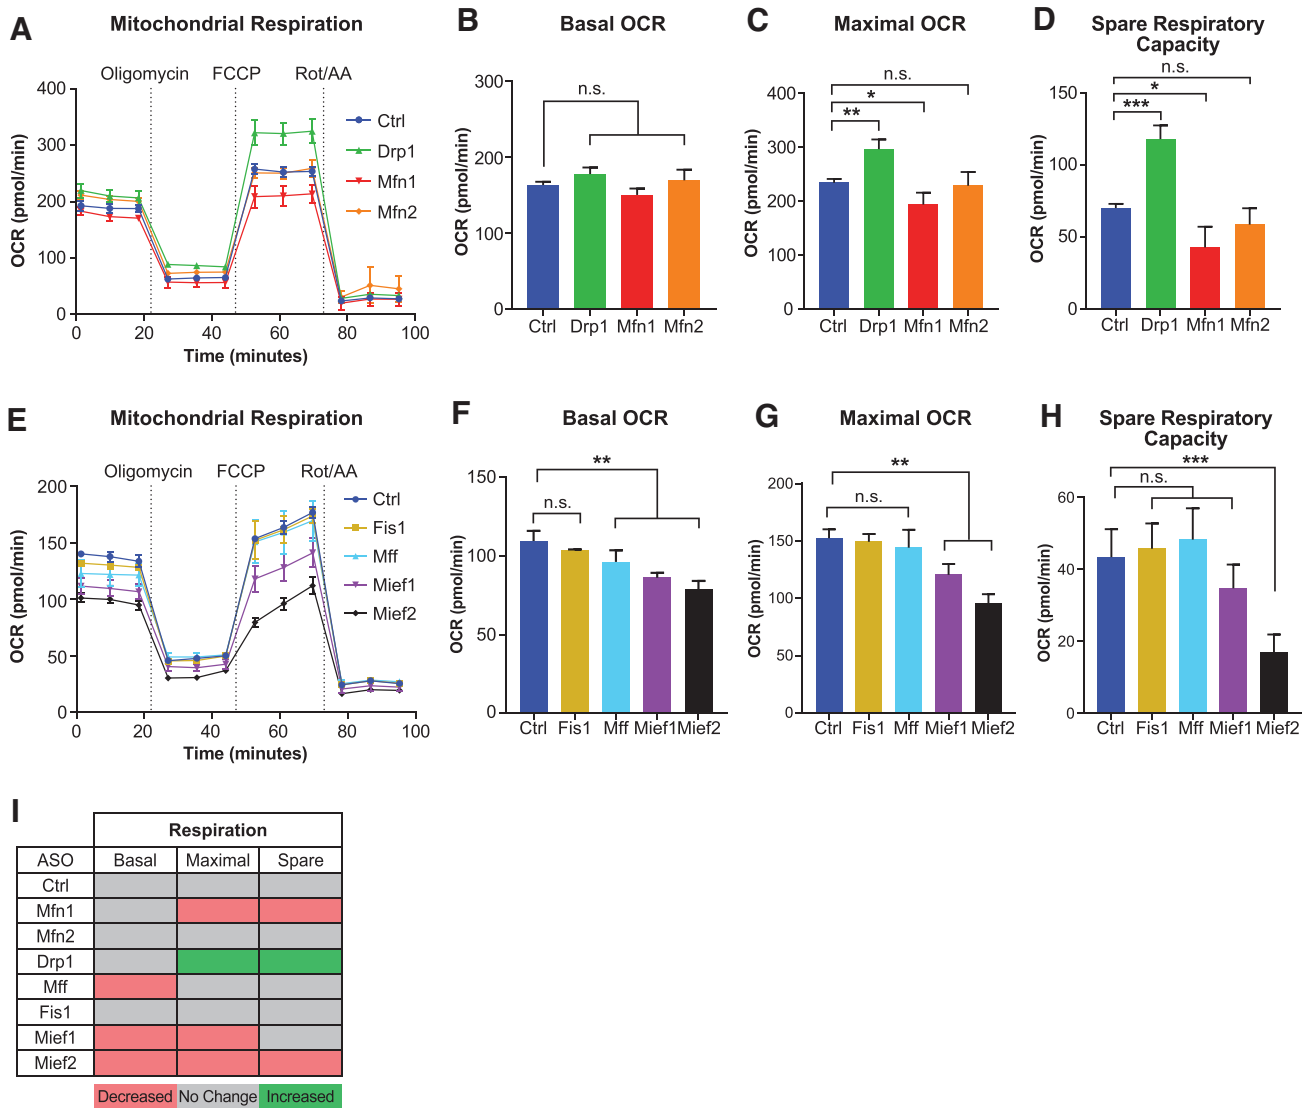 A
Mitochondrial Respiration
Oligomycin FCCP Rot/AA
OCR (pmol/min)
400
300
200
100
0
0 20 40 60 80 100
Time (minutes)
Ctrl
Drp1
Mfn1
Mfn2
B
Basal OCR
OCR (pmol/min)
300
200
100
0
n.s.
Ctrl Drp1 Mfn1 Mfn2
C
Maximal OCR
OCR (pmol/min)
400
300
200
100
0
n.s.
*
**
Ctrl Drp1 Mfn1 Mfn2
D
Spare Respiratory
Capacity
OCR (pmol/min)
150
100
50
0
n.s.
*
***
Ctrl Drp1 Mfn1 Mfn2
E
Mitochondrial Respiration
Oligomycin FCCP Rot/AA
OCR (pmol/min)
200
150
100
50
0
0 20 40 60 80 100
Time (minutes)
Ctrl
Fis1
Mff
Mief1
Mief2
F
Basal OCR
OCR (pmol/min)
150
100
50
0
**
n.s.
Ctrl Fis1 Mff Mief1 Mief2
G
Maximal OCR
OCR (pmol/min)
200
150
100
50
0
**
n.s.
Ctrl Fis1 Mff Mief1 Mief2
H
Spare Respiratory
Capacity
OCR (pmol/min)
60
40
20
0
***
n.s.
Ctrl Fis1 Mff Mief1 Mief2
I
Respiration
ASO Basal Maximal Spare
Ctrl
Mfn1
Mfn2
Drp1
Mff
Fis1
Mief1
Mief2
Decreased No Change Increased